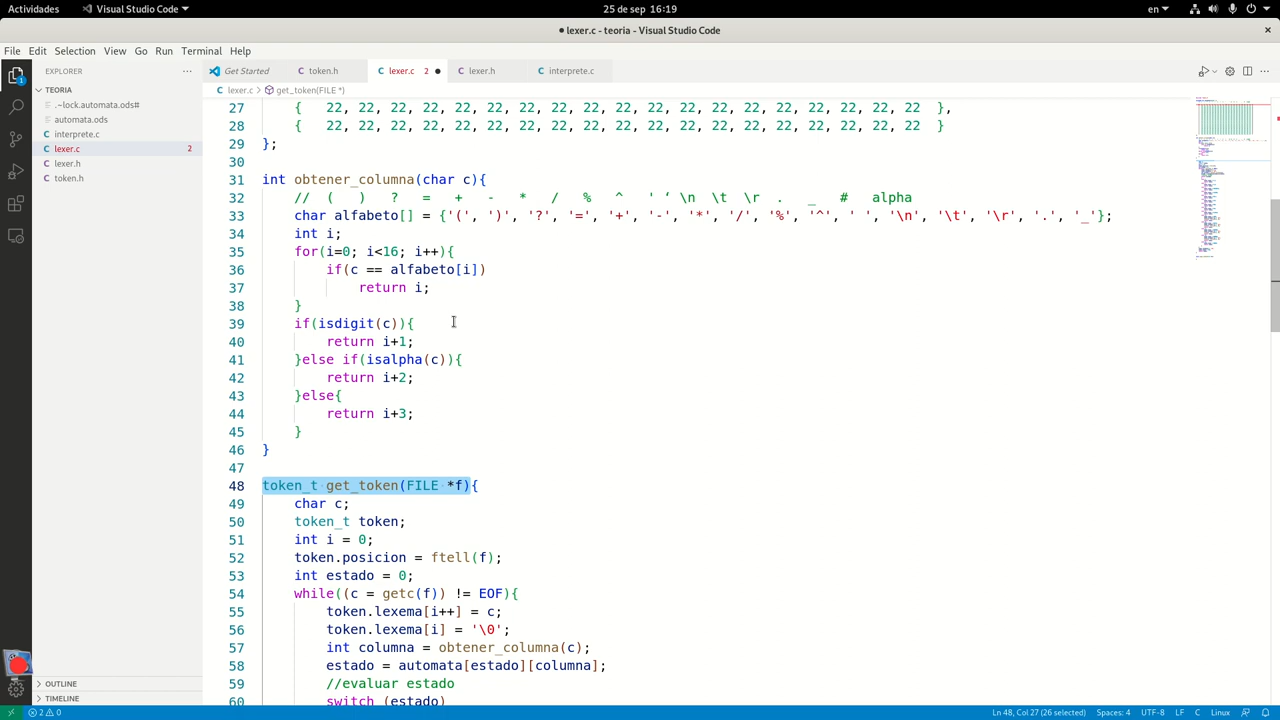 Actividades Visual Studio Code 25 de sep 16:19 en
● lexer.c - teoria - Visual Studio Code ×
File Edit Selection View Go Run Terminal Help
EXPLORER ··· Get Started token.h lexer.c 2 ● lexer.h interprete.c
TEORIA lexer.c > get_token(FILE *)
.~lock.automata.ods#
automata.ods
interprete.c
lexer.c 2
lexer.h
token.h
27 { 22, 22, 22, 22, 22, 22, 22, 22, 22, 22, 22, 22, 22, 22, 22, 22, 22, 22, 22 },
28 { 22, 22, 22, 22, 22, 22, 22, 22, 22, 22, 22, 22, 22, 22, 22, 22, 22, 22, 22 }
29 };
30
31 int obtener_columna(char c){
32 // ( ) ? = + - * / % ^ ' ‘ \n \t \r . _ # alpha
33 char alfabeto[] = {'(', ')', '?', '=', '+', '-', '*', '/', '%', '^', ' ', '\n', '\t', '\r', '.', '_'};
34 int i;
35 for(i=0; i<16; i++){
36 if(c == alfabeto[i])
37 return i;
38 }
39 if(isdigit(c)){
40 return i+1;
41 }else if(isalpha(c)){
42 return i+2;
43 }else{
44 return i+3;
45 }
46 }
47
48 token_t get_token(FILE *f){
49 char c;
50 token_t token;
51 int i = 0;
52 token.posicion = ftell(f);
53 int estado = 0;
54 while((c = getc(f)) != EOF){
55 token.lexema[i++] = c;
56 token.lexema[i] = '\0';
57 int columna = obtener_columna(c);
58 estado = automata[estado][columna];
59 //evaluar estado
60 switch (estado)
OUTLINE
TIMELINE
2 0 Ln 48, Col 27 (26 selected) Spaces: 4 UTF-8 LF C Linux